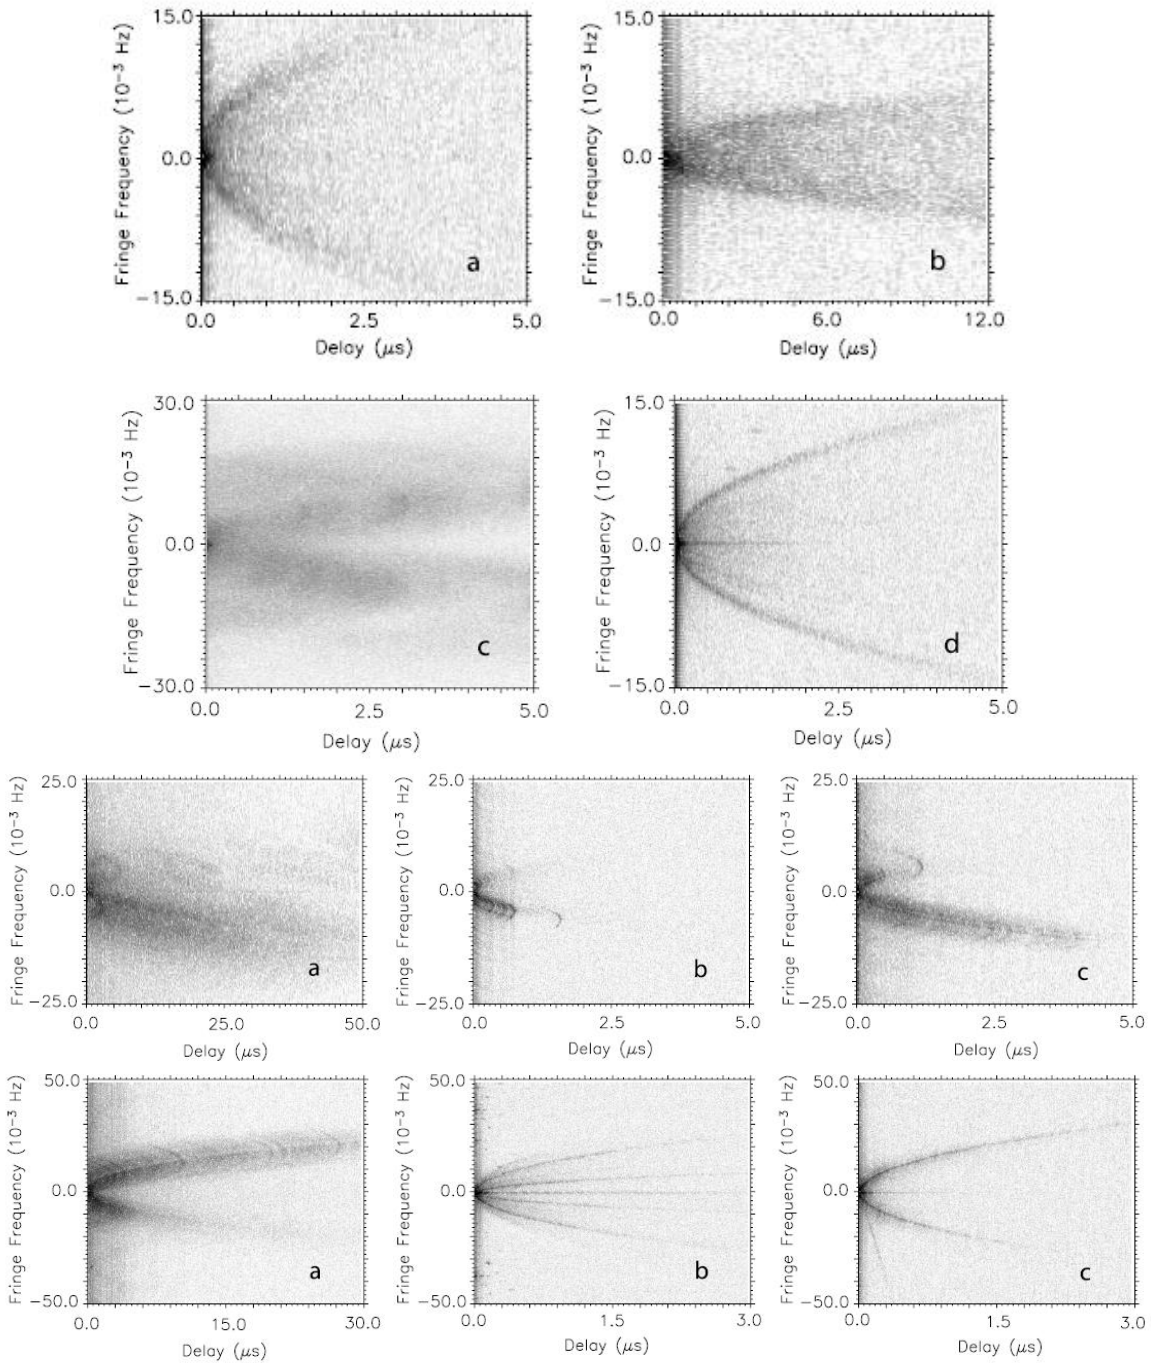 15.0
Fringe Frequency (10⁻³ Hz)
0.0
−15.0
0.0 2.5 5.0
Delay (μs)
a
15.0
Fringe Frequency (10⁻³ Hz)
0.0
−15.0
0.0 6.0 12.0
Delay (μs)
b
30.0
Fringe Frequency (10⁻³ Hz)
0.0
−30.0
0.0 2.5 5.0
Delay (μs)
c
15.0
Fringe Frequency (10⁻³ Hz)
0.0
−15.0
0.0 2.5 5.0
Delay (μs)
d
25.0
Fringe Frequency (10⁻³ Hz)
0.0
−25.0
0.0 25.0 50.0
Delay (μs)
a
25.0
Fringe Frequency (10⁻³ Hz)
0.0
−25.0
0.0 2.5 5.0
Delay (μs)
b
25.0
Fringe Frequency (10⁻³ Hz)
0.0
−25.0
0.0 2.5 5.0
Delay (μs)
c
50.0
Fringe Frequency (10⁻³ Hz)
0.0
−50.0
0.0 15.0 30.0
Delay (μs)
a
50.0
Fringe Frequency (10⁻³ Hz)
0.0
−50.0
0.0 1.5 3.0
Delay (μs)
b
50.0
Fringe Frequency (10⁻³ Hz)
0.0
−50.0
0.0 1.5 3.0
Delay (μs)
c